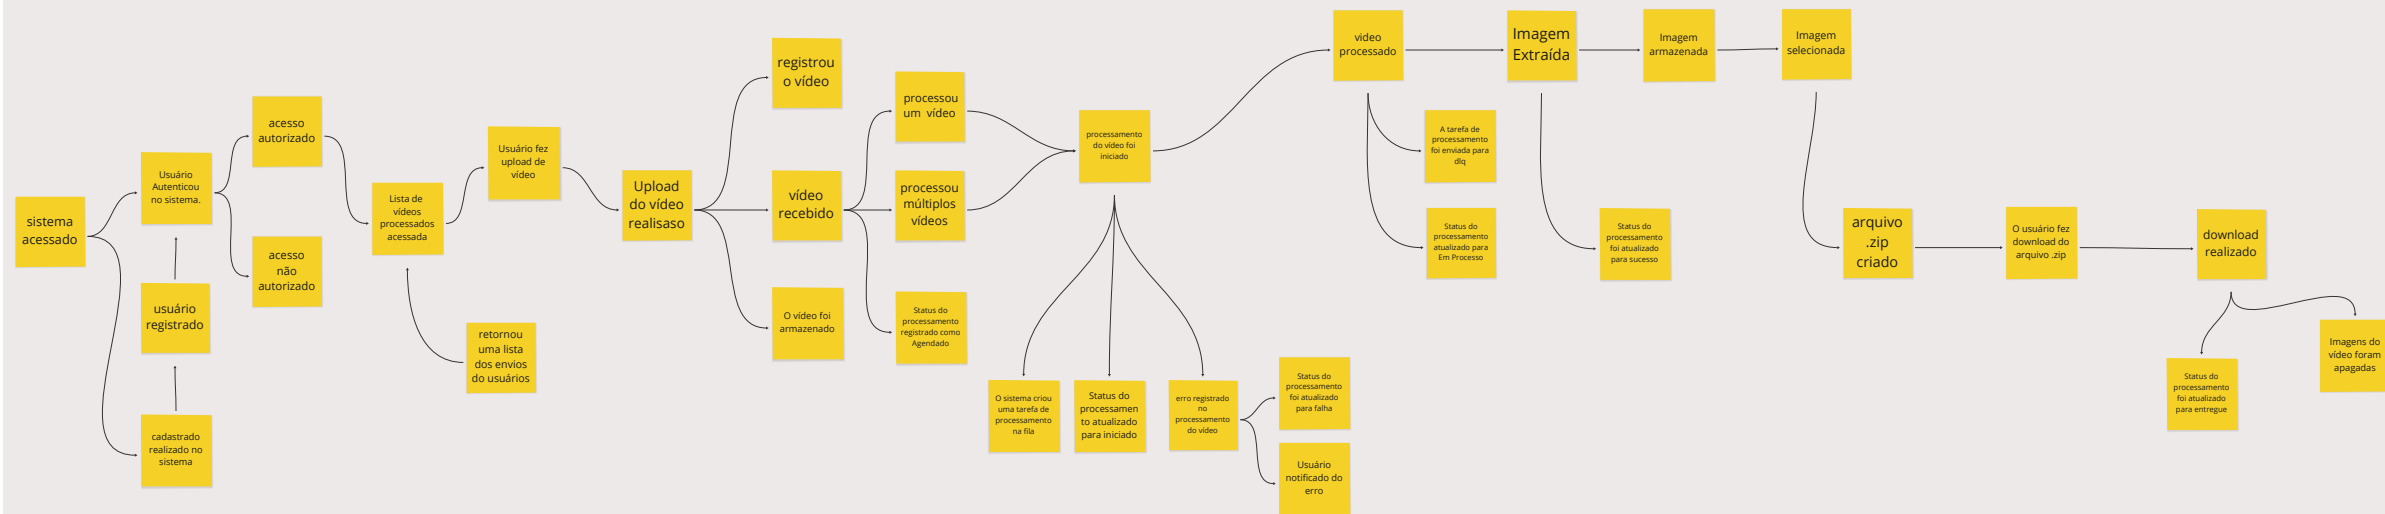 sistema
acessado
Usuário
Autenticou
no sistema.
usuário
registrado
cadastrado
realizado no
sistema
acesso
autorizado
acesso
não
autorizado
Lista de
vídeos
processados
acessada
retornou
uma lista
dos envios
do usuários
Usuário fez
upload de
vídeo
Upload
do vídeo
realisaso
registrou
o vídeo
vídeo
recebido
O vídeo foi
armazenado
processou
um vídeo
processou
múltiplos
vídeos
Status do
processamento
registrado como
Agendado
processamento
do vídeo foi
iniciado
O sistema criou
uma tarefa de
processamento
na fila
Status do
processamen
to atualizado
para iniciado
erro registrado
no
processamento
do vídeo
Status do
processamento
foi atualizado
para falha
Usuário
notificado do
erro
video
processado
A tarefa de
processamento
foi enviada para
dlq
Status do
processamento
atualizado para
Em Processo
Imagem
Extraída
Status do
processamento
foi atualizado
para sucesso
Imagem
armazenada
Imagem
selecionada
arquivo
.zip
criado
O usuário fez
download do
arquivo .zip
download
realizado
Status do
processamento
foi atualizado
para entregue
Imagens do
vídeo foram
apagadas